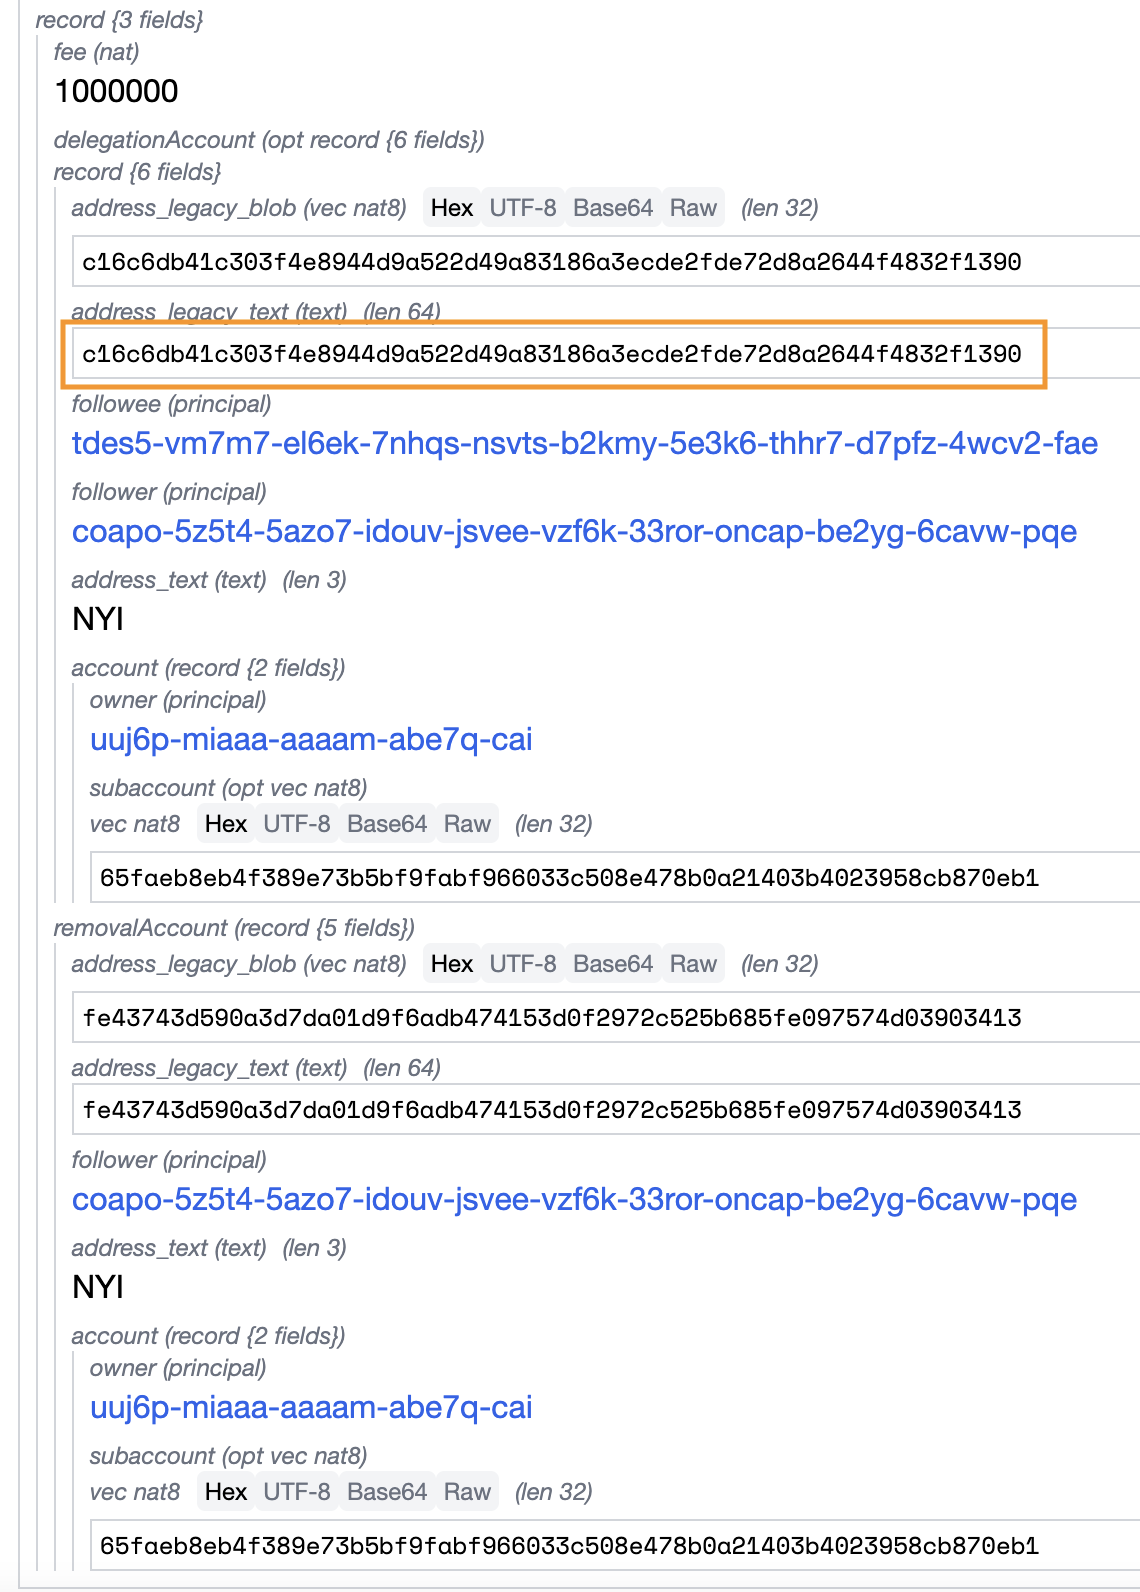 record {3 fields}
fee (nat)
1000000
delegationAccount (opt record {6 fields})
record {6 fields}
address_legacy_blob (vec nat8) Hex UTF-8 Base64 Raw (len 32)
c16c6db41c303f4e8944d9a522d49a83186a3ecde2fde72d8a2644f4832f1390
address_legacy_text (text) (len 64)
c16c6db41c303f4e8944d9a522d49a83186a3ecde2fde72d8a2644f4832f1390
followee (principal)
tdes5-vm7m7-el6ek-7nhqs-nsvts-b2kmy-5e3k6-thhr7-d7pfz-4wcv2-fae
follower (principal)
coapo-5z5t4-5azo7-idouv-jsvee-vzf6k-33ror-oncap-be2yg-6cavw-pqe
address_text (text) (len 3)
NYI
account (record {2 fields})
owner (principal)
uuj6p-miaaa-aaaam-abe7q-cai
subaccount (opt vec nat8)
vec nat8 Hex UTF-8 Base64 Raw (len 32)
65faeb8eb4f389e73b5bf9fabf966033c508e478b0a21403b4023958cb870eb1
removalAccount (record {5 fields})
address_legacy_blob (vec nat8) Hex UTF-8 Base64 Raw (len 32)
fe43743d590a3d7da01d9f6adb474153d0f2972c525b685fe097574d03903413
address_legacy_text (text) (len 64)
fe43743d590a3d7da01d9f6adb474153d0f2972c525b685fe097574d03903413
follower (principal)
coapo-5z5t4-5azo7-idouv-jsvee-vzf6k-33ror-oncap-be2yg-6cavw-pqe
address_text (text) (len 3)
NYI
account (record {2 fields})
owner (principal)
uuj6p-miaaa-aaaam-abe7q-cai
subaccount (opt vec nat8)
vec nat8 Hex UTF-8 Base64 Raw (len 32)
65faeb8eb4f389e73b5bf9fabf966033c508e478b0a21403b4023958cb870eb1